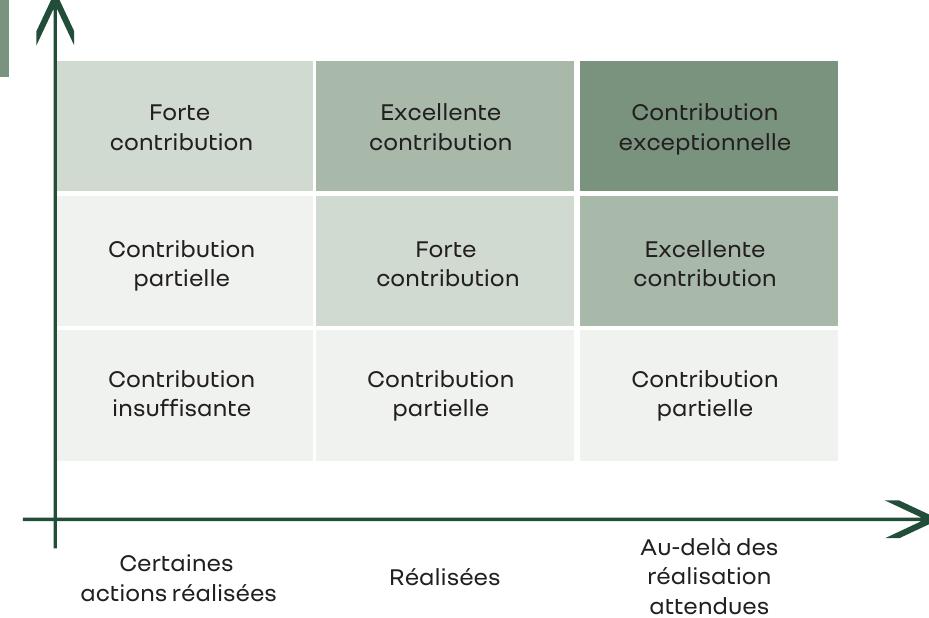 Forte
contribution
Excellente
contribution
Contribution
exceptionnelle
Contribution
partielle
Forte
contribution
Excellente
contribution
Contribution
insuffisante
Contribution
partielle
Contribution
partielle
Certaines
actions réalisées
Réalisées
Au-delà des
réalisation
attendues